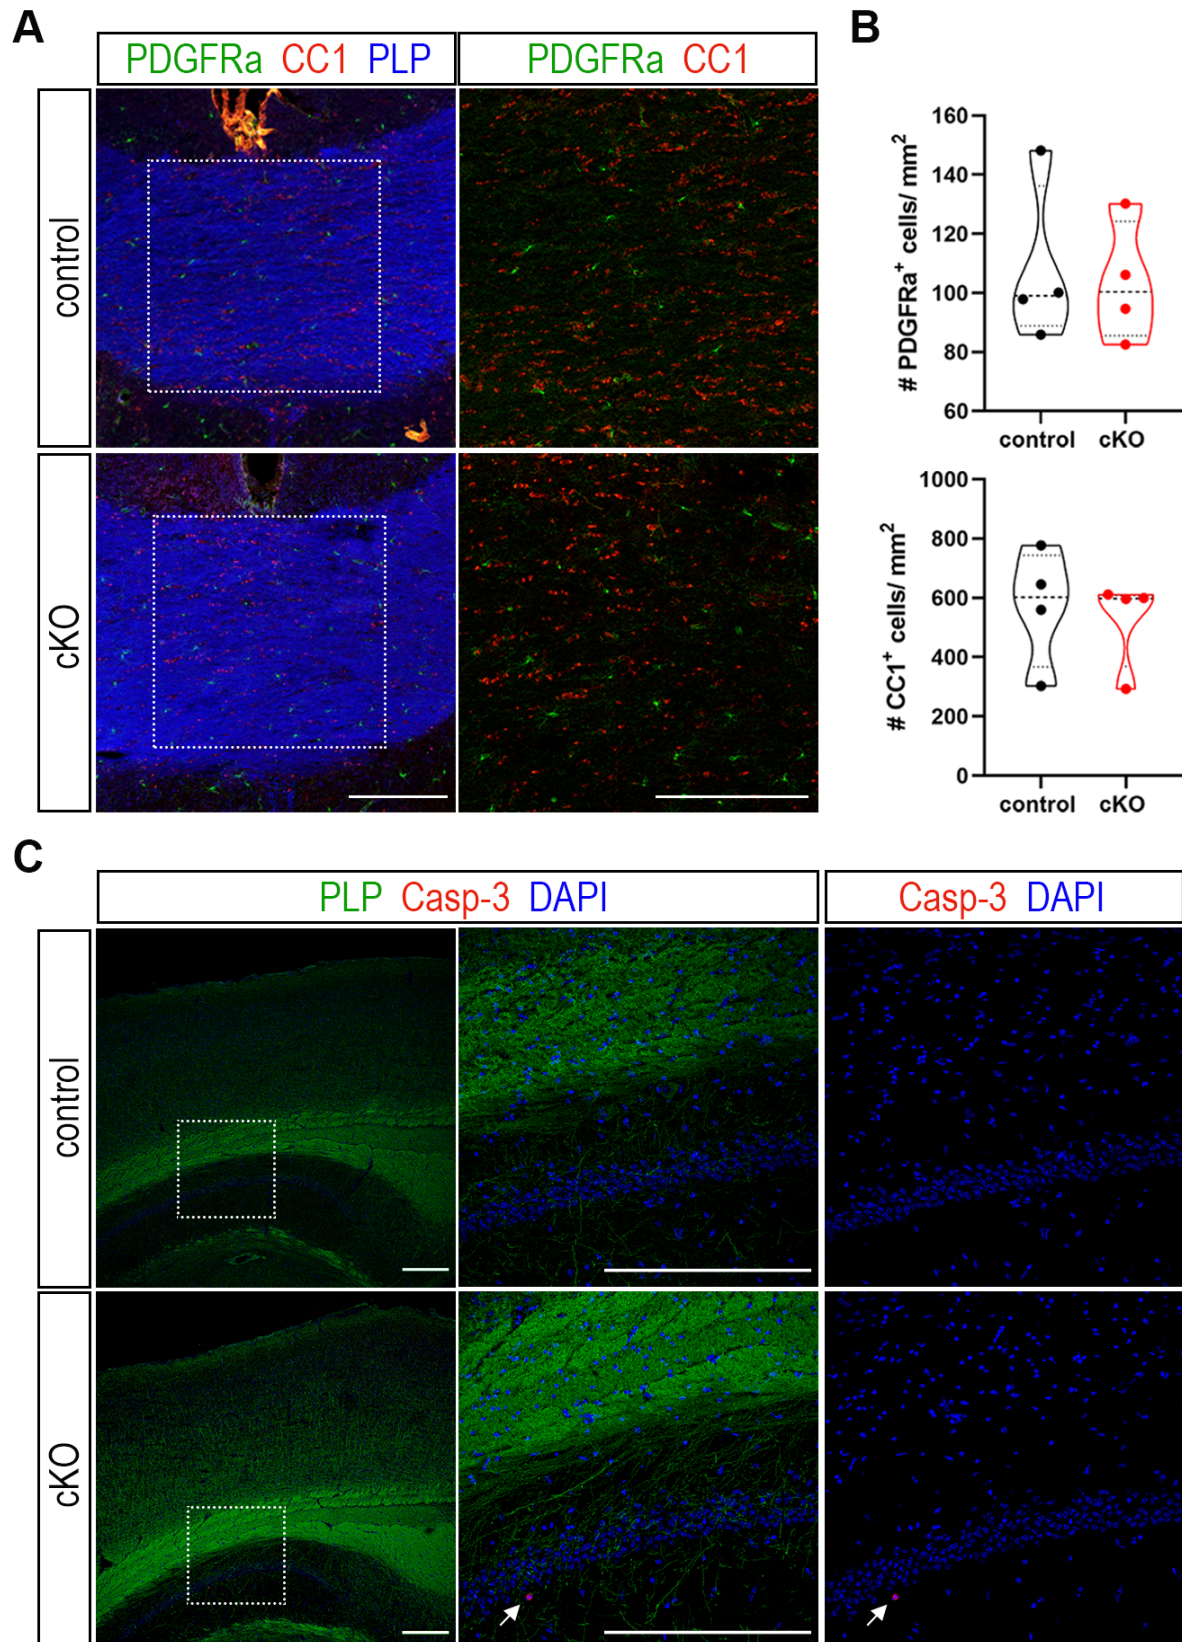 A
B
PDGFRa CC1 PLP
PDGFRa CC1
control
cKO
# PDGFRa+ cells/ mm2
160
140
120
100
80
60
control cKO
# CC1+ cells/ mm2
1000
800
600
400
200
0
control cKO
C
PLP Casp-3 DAPI
Casp-3 DAPI
control
cKO